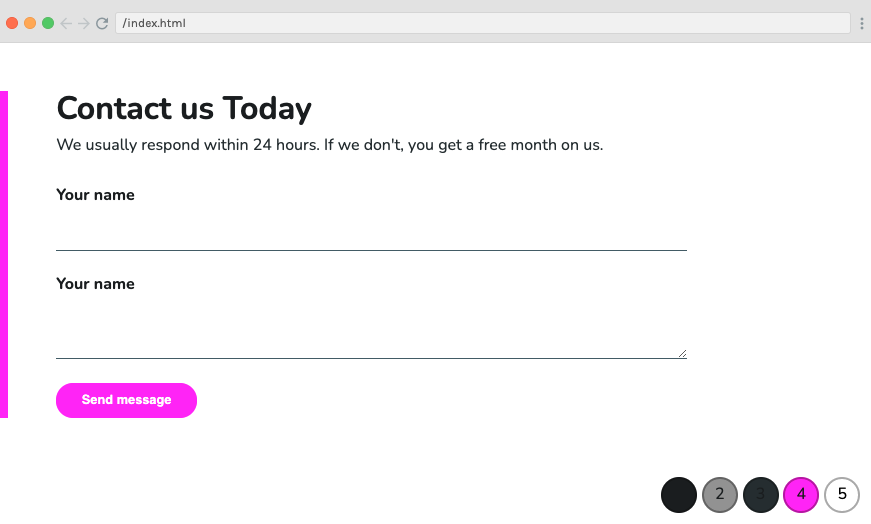 /index.html
Contact us Today
We usually respond within 24 hours. If we don't, you get a free month on us.
Your name
Your name
Send message
2 3 4 5